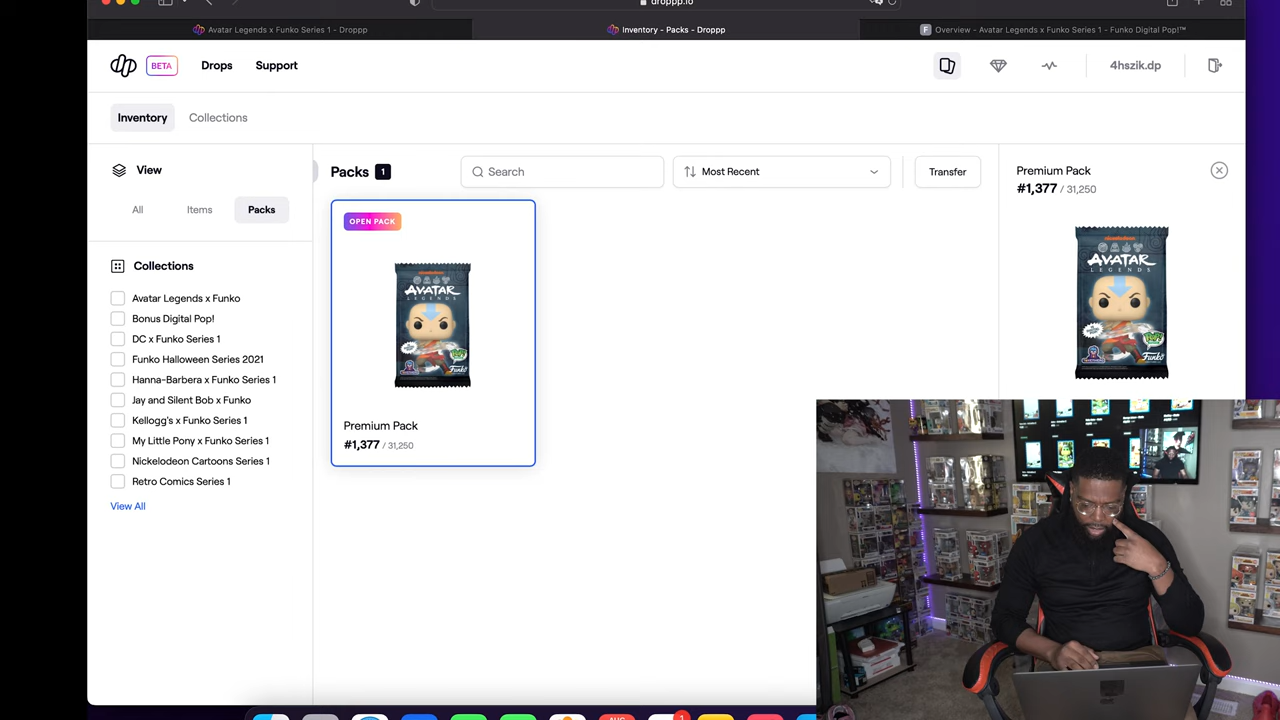 droppp.io
Avatar Legends x Funko Series 1 - Droppp
Inventory - Packs - Droppp
F
Overview - Avatar Legends x Funko Series 1 - Funko Digital Pop!™
BETA
Drops
Support
4hszik.dp
Inventory
Collections
View
All
Items
Packs
Collections
Avatar Legends x Funko
Bonus Digital Pop!
DC x Funko Series 1
Funko Halloween Series 2021
Hanna-Barbera x Funko Series 1
Jay and Silent Bob x Funko
Kellogg's x Funko Series 1
My Little Pony x Funko Series 1
Nickelodeon Cartoons Series 1
Retro Comics Series 1
View All
Packs 1
Search
Most Recent
Transfer
OPEN PACK
AVATAR
LEGENDS
Funko
Premium Pack
#1,377 / 31,250
Premium Pack
#1,377 / 31,250
nickelodeon
AVATAR
LEGENDS
Funko
AUG
1